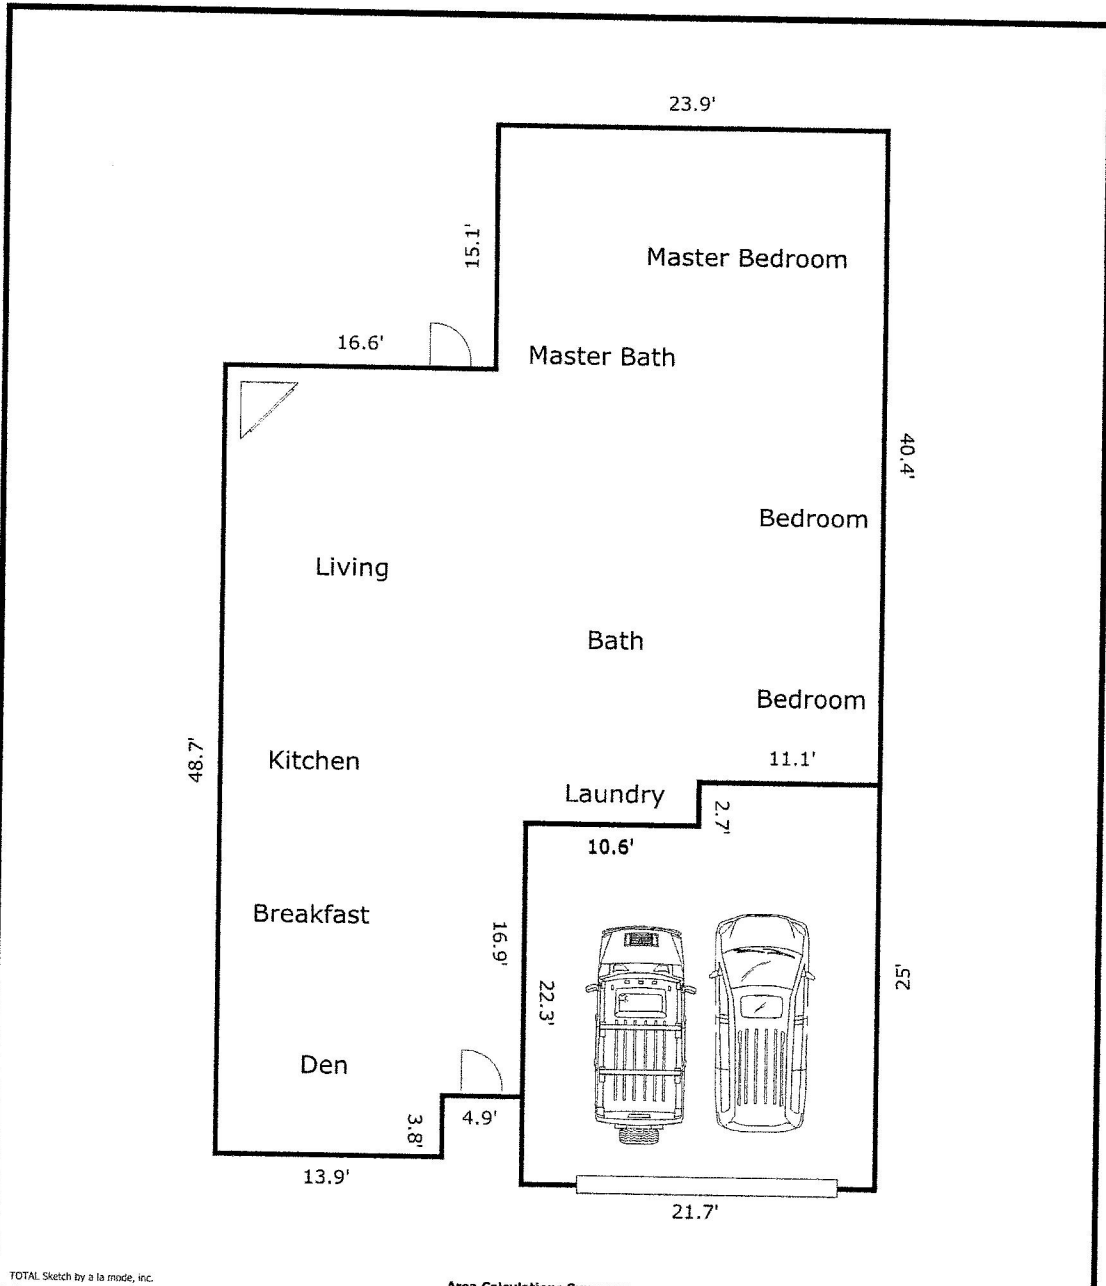 23.9'
15.1'
Master Bedroom
16.6'
Master Bath
40.4'
Bedroom
Living
Bath
Bedroom
48.7'
Kitchen
11.1'
Laundry
2.7'
10.6'
Breakfast
16.9'
22.3'
25'
Den
3.8'
4.9'
13.9'
21.7'
TOTAL Sketch by a la mode, inc.
Area Calculations